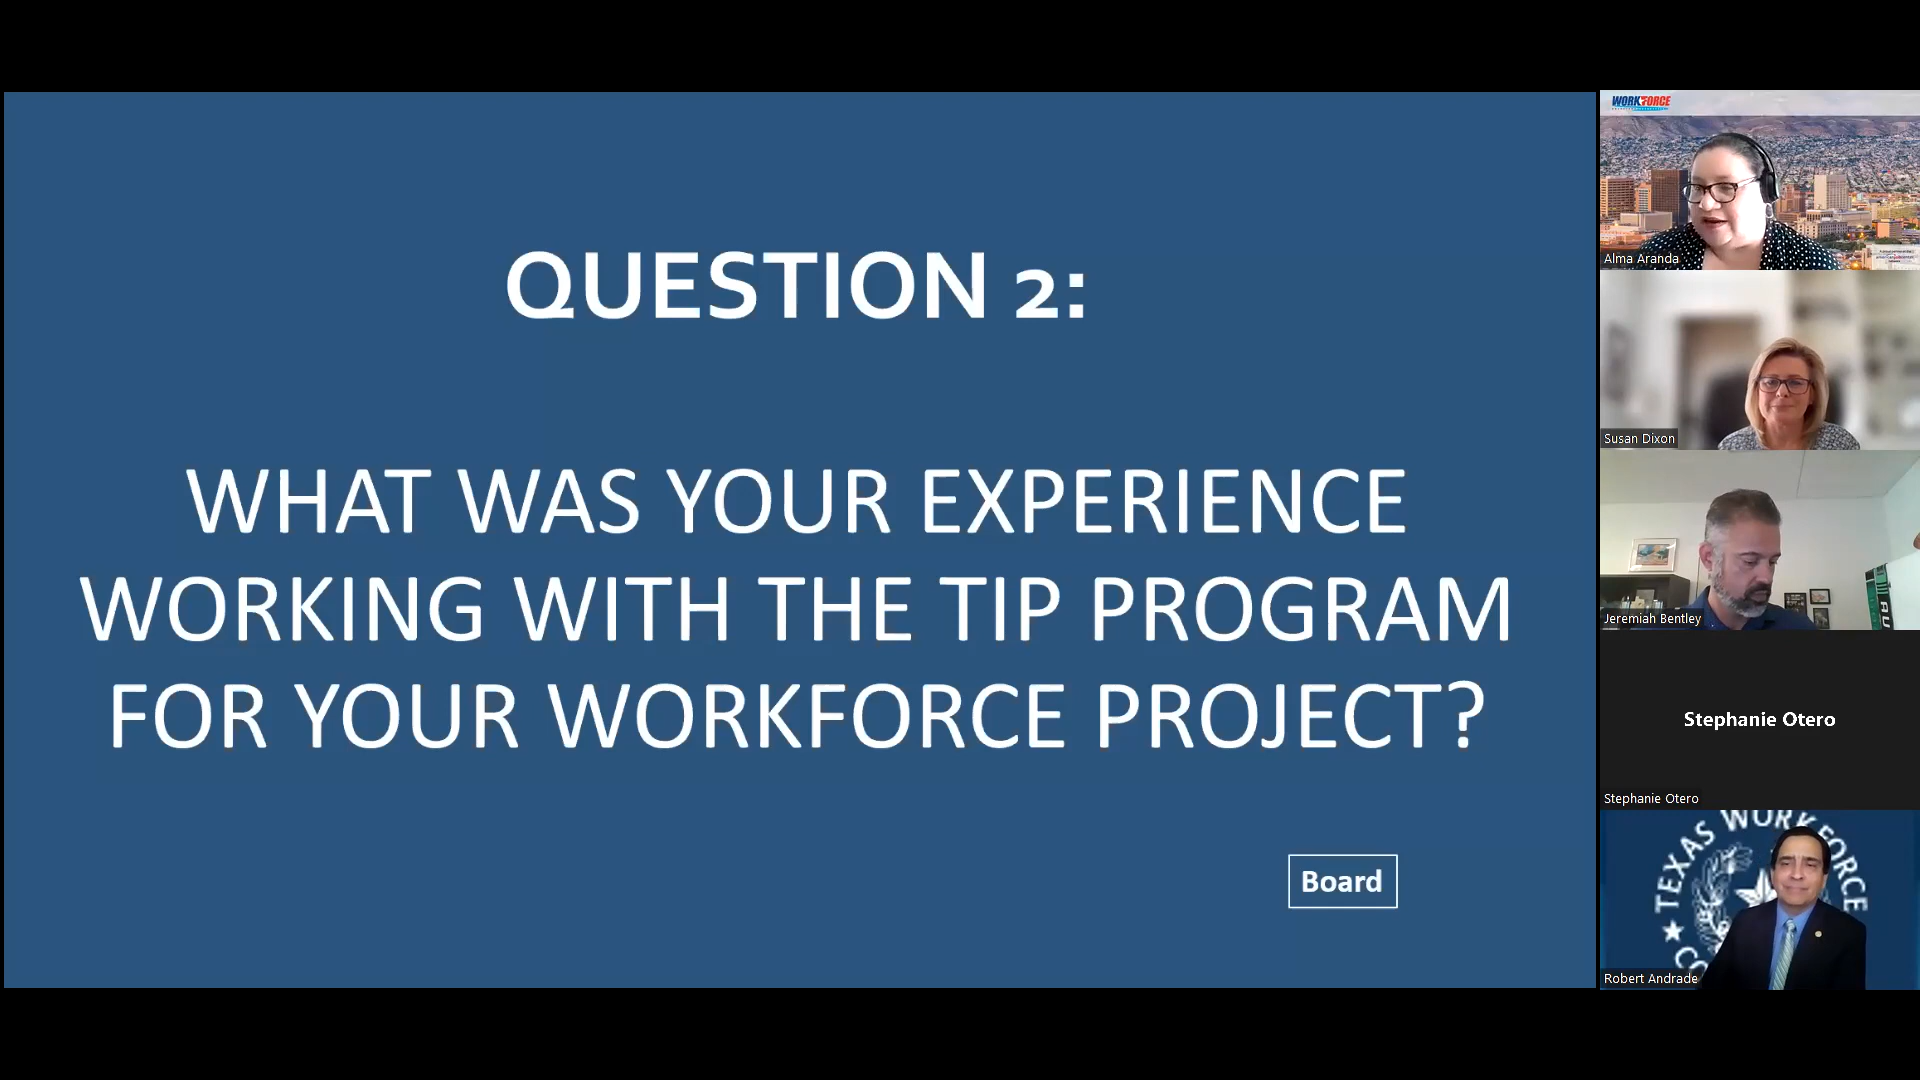 QUESTION 2:
WHAT WAS YOUR EXPERIENCE
WORKING WITH THE TIP PROGRAM
FOR YOUR WORKFORCE PROJECT?
Board
WORKFORCE
Alma Aranda
Susan Dixon
Jeremiah Bentley
Stephanie Otero
Stephanie Otero
TEXAS WORKFORCE
Robert Andrade